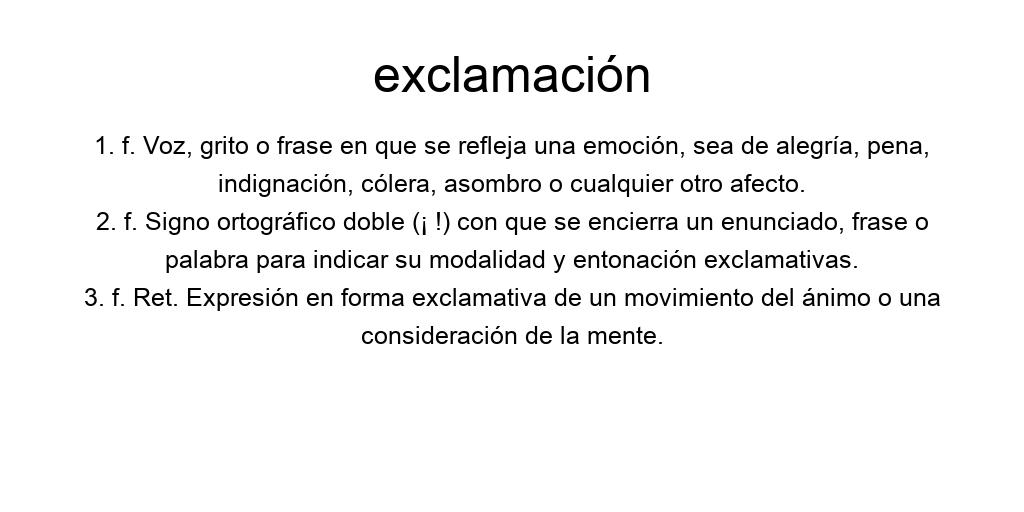 exclamación
1. f. Voz, grito o frase en que se refleja una emoción, sea de alegría, pena,
indignación, cólera, asombro o cualquier otro afecto.
2. f. Signo ortográfico doble (¡ !) con que se encierra un enunciado, frase o
palabra para indicar su modalidad y entonación exclamativas.
3. f. Ret. Expresión en forma exclamativa de un movimiento del ánimo o una
consideración de la mente.